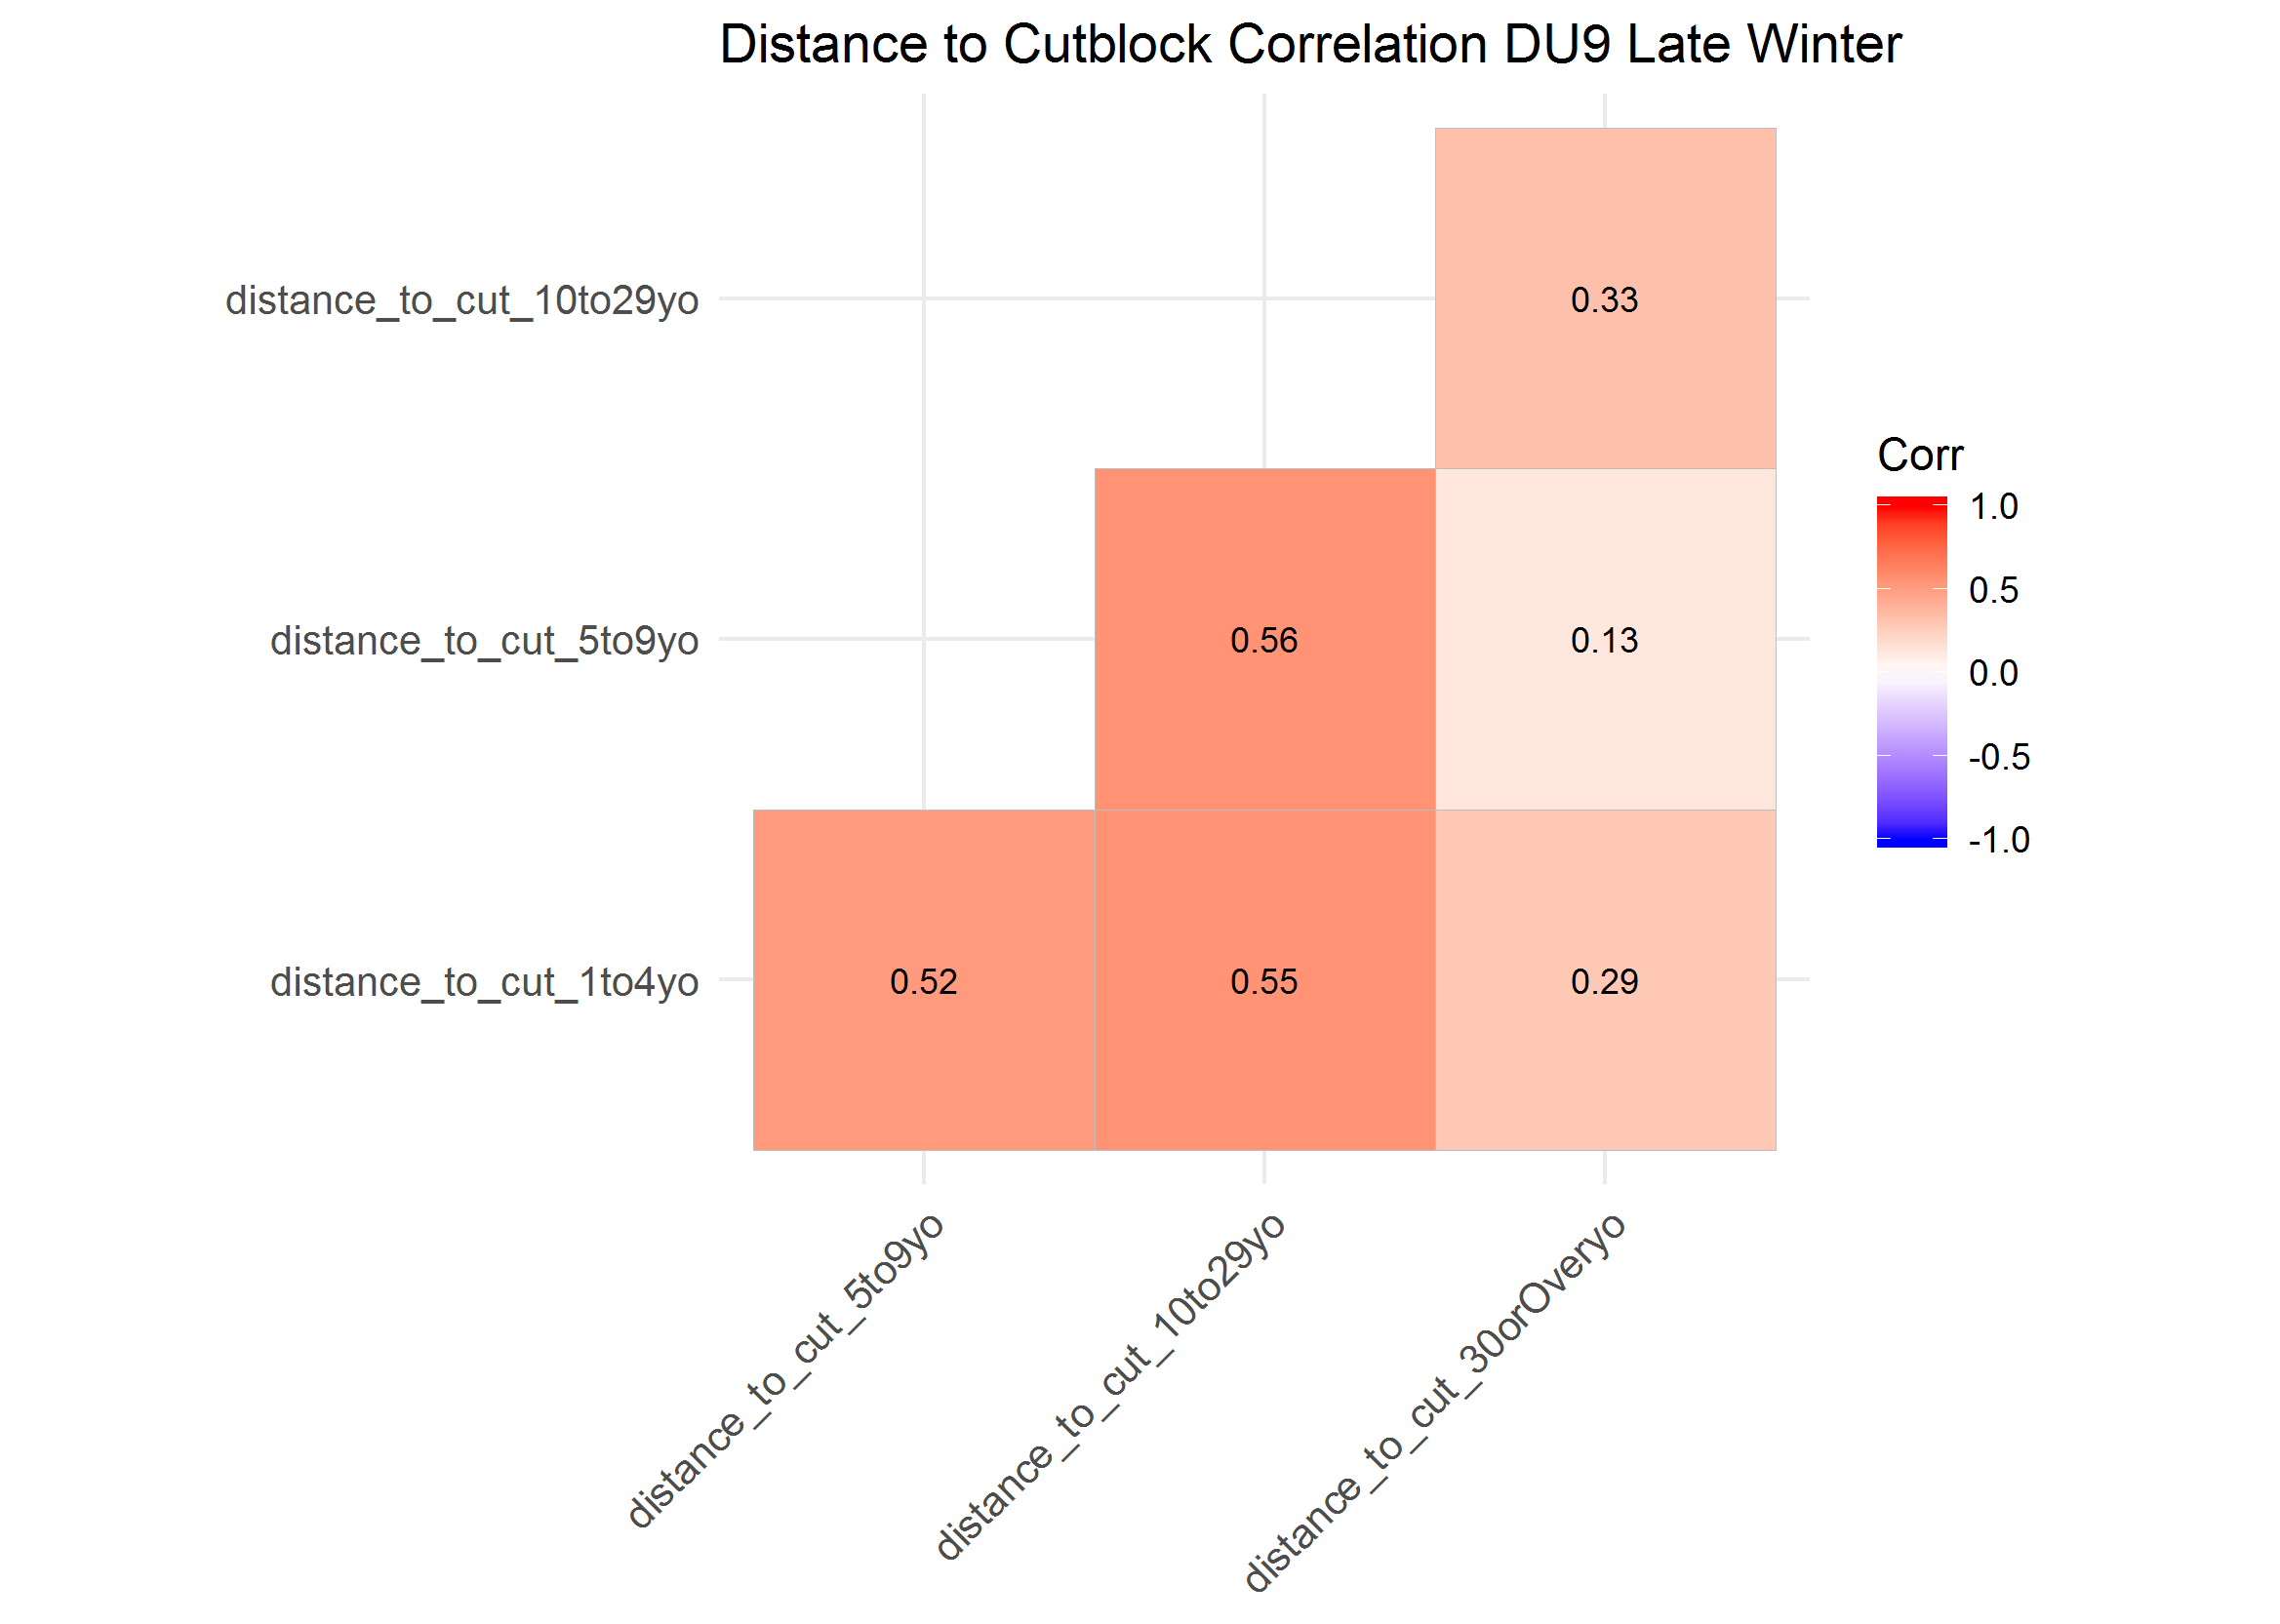 Distance to Cutblock Correlation DU9 Late Winter
distance_to_cut_10to29yo
0.33
distance_to_cut_5to9yo
0.56
0.13
distance_to_cut_1to4yo
0.52
0.55
0.29
distance_to_cut_5to9yo
distance_to_cut_10to29yo
distance_to_cut_30orOveryo
Corr
1.0
0.5
0.0
-0.5
-1.0